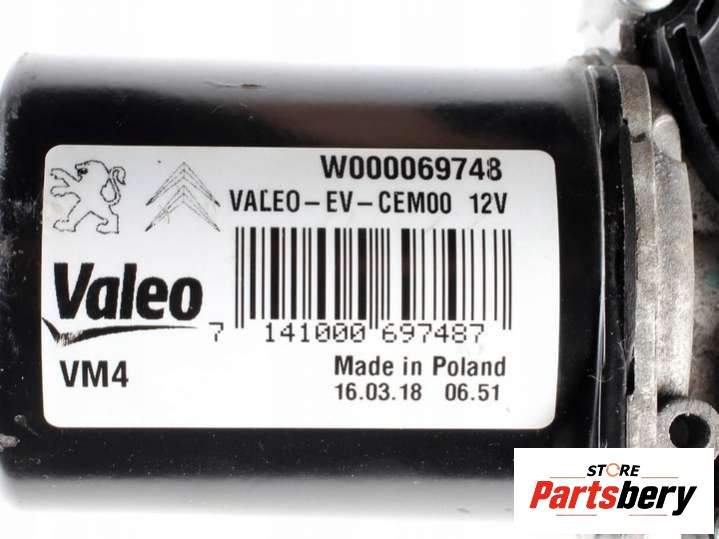 W000069748
VALEO-EV-CEM00 12V
Valeo
7 141000 697487
VM4
Made in Poland
16.03.18 06.51
STORE
Partsbery